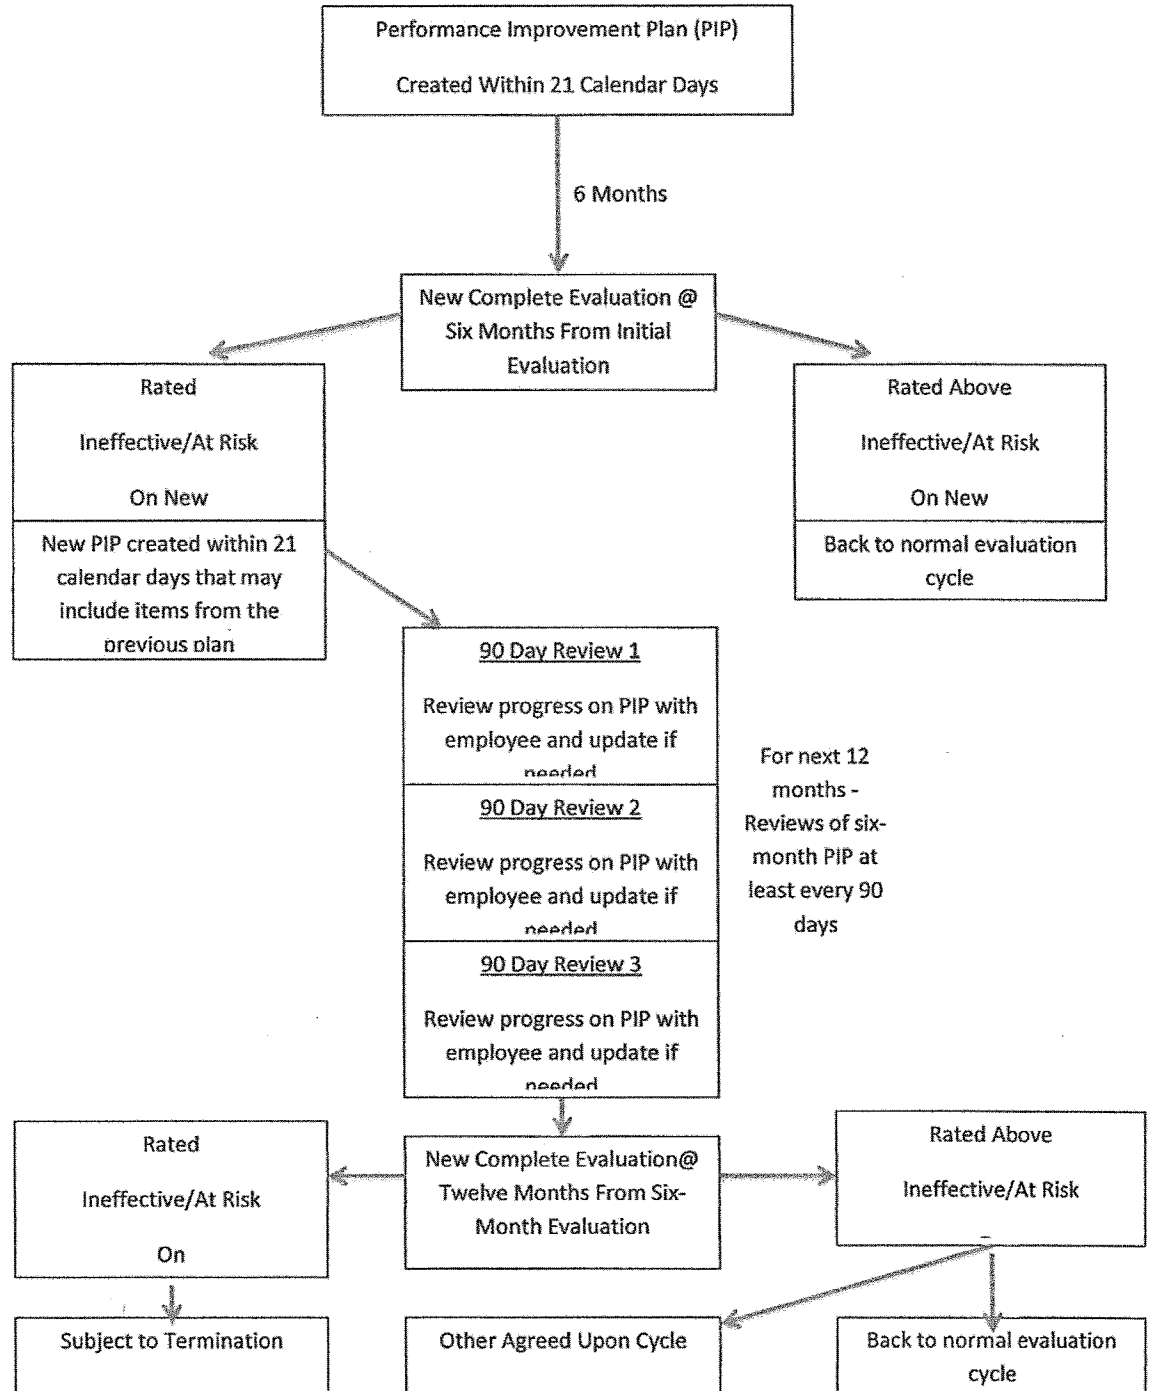 Performance Improvement Plan (PIP)
Created Within 21 Calendar Days
6 Months
New Complete Evaluation @
Six Months From Initial
Evaluation
Rated
Ineffective/At Risk
On New
New PIP created within 21
calendar days that may
include items from the
previous plan
Rated Above
Ineffective/At Risk
On New
Back to normal evaluation
cycle
90 Day Review 1
Review progress on PIP with
employee and update if
needed
90 Day Review 2
Review progress on PIP with
employee and update if
needed
90 Day Review 3
Review progress on PIP with
employee and update if
needed
For next 12
months -
Reviews of six-
month PIP at
least every 90
days
Rated
Ineffective/At Risk
On
New Complete Evaluation@
Twelve Months From Six-
Month Evaluation
Rated Above
Ineffective/At Risk
Subject to Termination
Other Agreed Upon Cycle
Back to normal evaluation
cycle